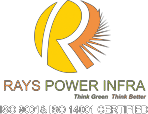 RAYS POWER INFRA
Think Green Think Better
ISO 9001 & ISO 14001 CERTIFIED